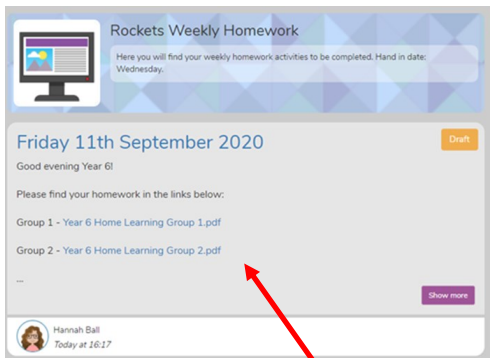 Rockets Weekly Homework
Here you will find your weekly homework activities to be completed. Hand in date:
Wednesday.
Friday 11th September 2020
Draft
Good evening Year 6!
Please find your homework in the links below:
Group 1 - Year 6 Home Learning Group 1.pdf
Group 2 - Year 6 Home Learning Group 2.pdf
...
Show more
Hannah Ball
Today at 16:17